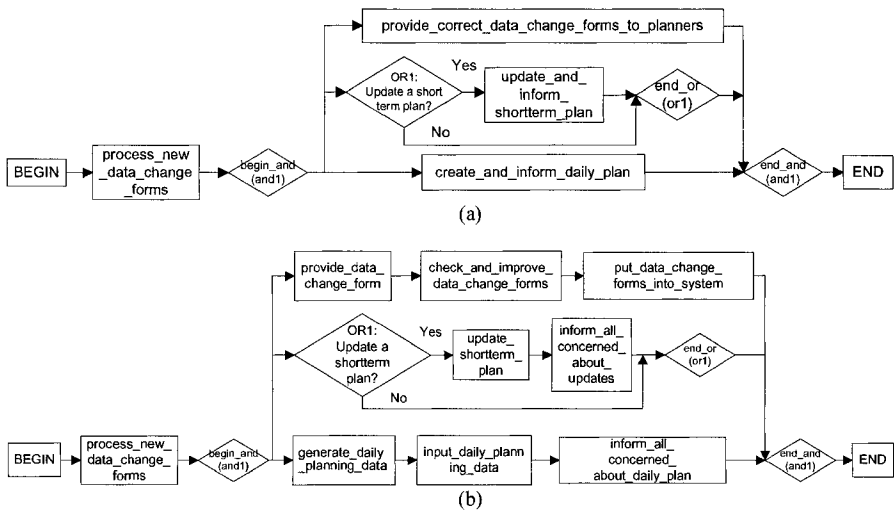 provide_correct_data_change_forms_to_planners
OR1:
Update a short
term plan?
Yes
No
update_and_
inform_
shortterm_plan
end_or
(or1)
BEGIN
process_new
_data_change
_forms
begin_and
(and1)
create_and_inform_daily_plan
end_and
(and1)
END
(a)
provide_data_
change_form
check_and_improve_
data_change_forms
put_data_change_
forms_into_system
OR1:
Update a
shortterm
plan?
Yes
No
update_
shortterm_
plan
inform_all_
concerned_
about_
updates
end_or
(or1)
BEGIN
process_new_
data_change_
forms
begin_and
(and1)
generate_daily
_planning_data
input_daily_plann
ing_data
inform_all_
concerned_
about_daily_plan
end_and
(and1)
END
(b)